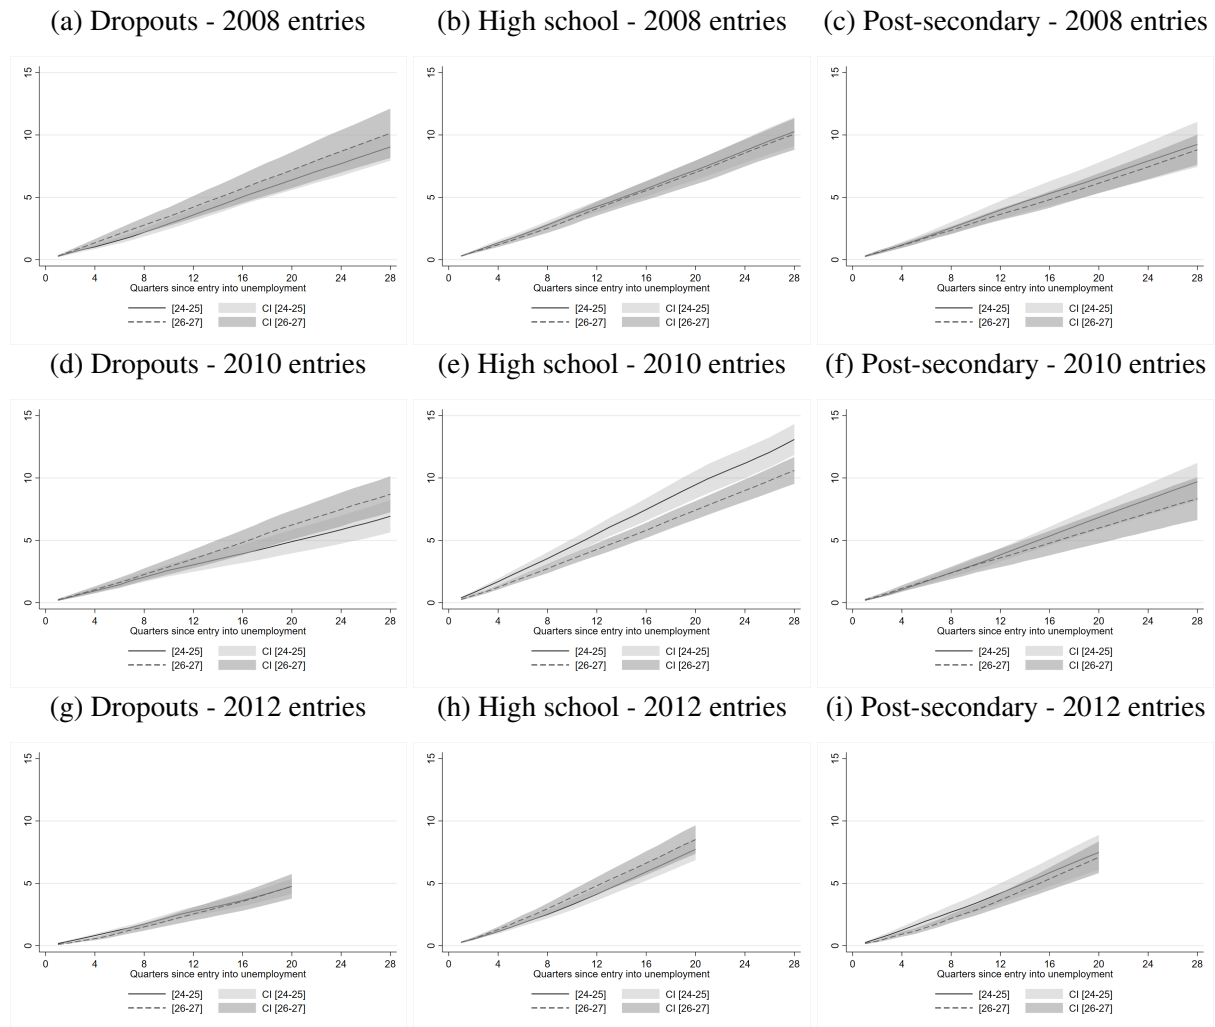 (a) Dropouts - 2008 entries
(b) High school - 2008 entries
(c) Post-secondary - 2008 entries
15
10
5
0
0 4 8 12 16 20 24 28
Quarters since entry into unemployment
[24-25] CI [24-25]
[26-27] CI [26-27]
15
10
5
0
0 4 8 12 16 20 24 28
Quarters since entry into unemployment
[24-25] CI [24-25]
[26-27] CI [26-27]
15
10
5
0
0 4 8 12 16 20 24 28
Quarters since entry into unemployment
[24-25] CI [24-25]
[26-27] CI [26-27]
(d) Dropouts - 2010 entries
(e) High school - 2010 entries
(f) Post-secondary - 2010 entries
15
10
5
0
0 4 8 12 16 20 24 28
Quarters since entry into unemployment
[24-25] CI [24-25]
[26-27] CI [26-27]
15
10
5
0
0 4 8 12 16 20 24 28
Quarters since entry into unemployment
[24-25] CI [24-25]
[26-27] CI [26-27]
15
10
5
0
0 4 8 12 16 20 24 28
Quarters since entry into unemployment
[24-25] CI [24-25]
[26-27] CI [26-27]
(g) Dropouts - 2012 entries
(h) High school - 2012 entries
(i) Post-secondary - 2012 entries
15
10
5
0
0 4 8 12 16 20 24 28
Quarters since entry into unemployment
[24-25] CI [24-25]
[26-27] CI [26-27]
15
10
5
0
0 4 8 12 16 20 24 28
Quarters since entry into unemployment
[24-25] CI [24-25]
[26-27] CI [26-27]
15
10
5
0
0 4 8 12 16 20 24 28
Quarters since entry into unemployment
[24-25] CI [24-25]
[26-27] CI [26-27]